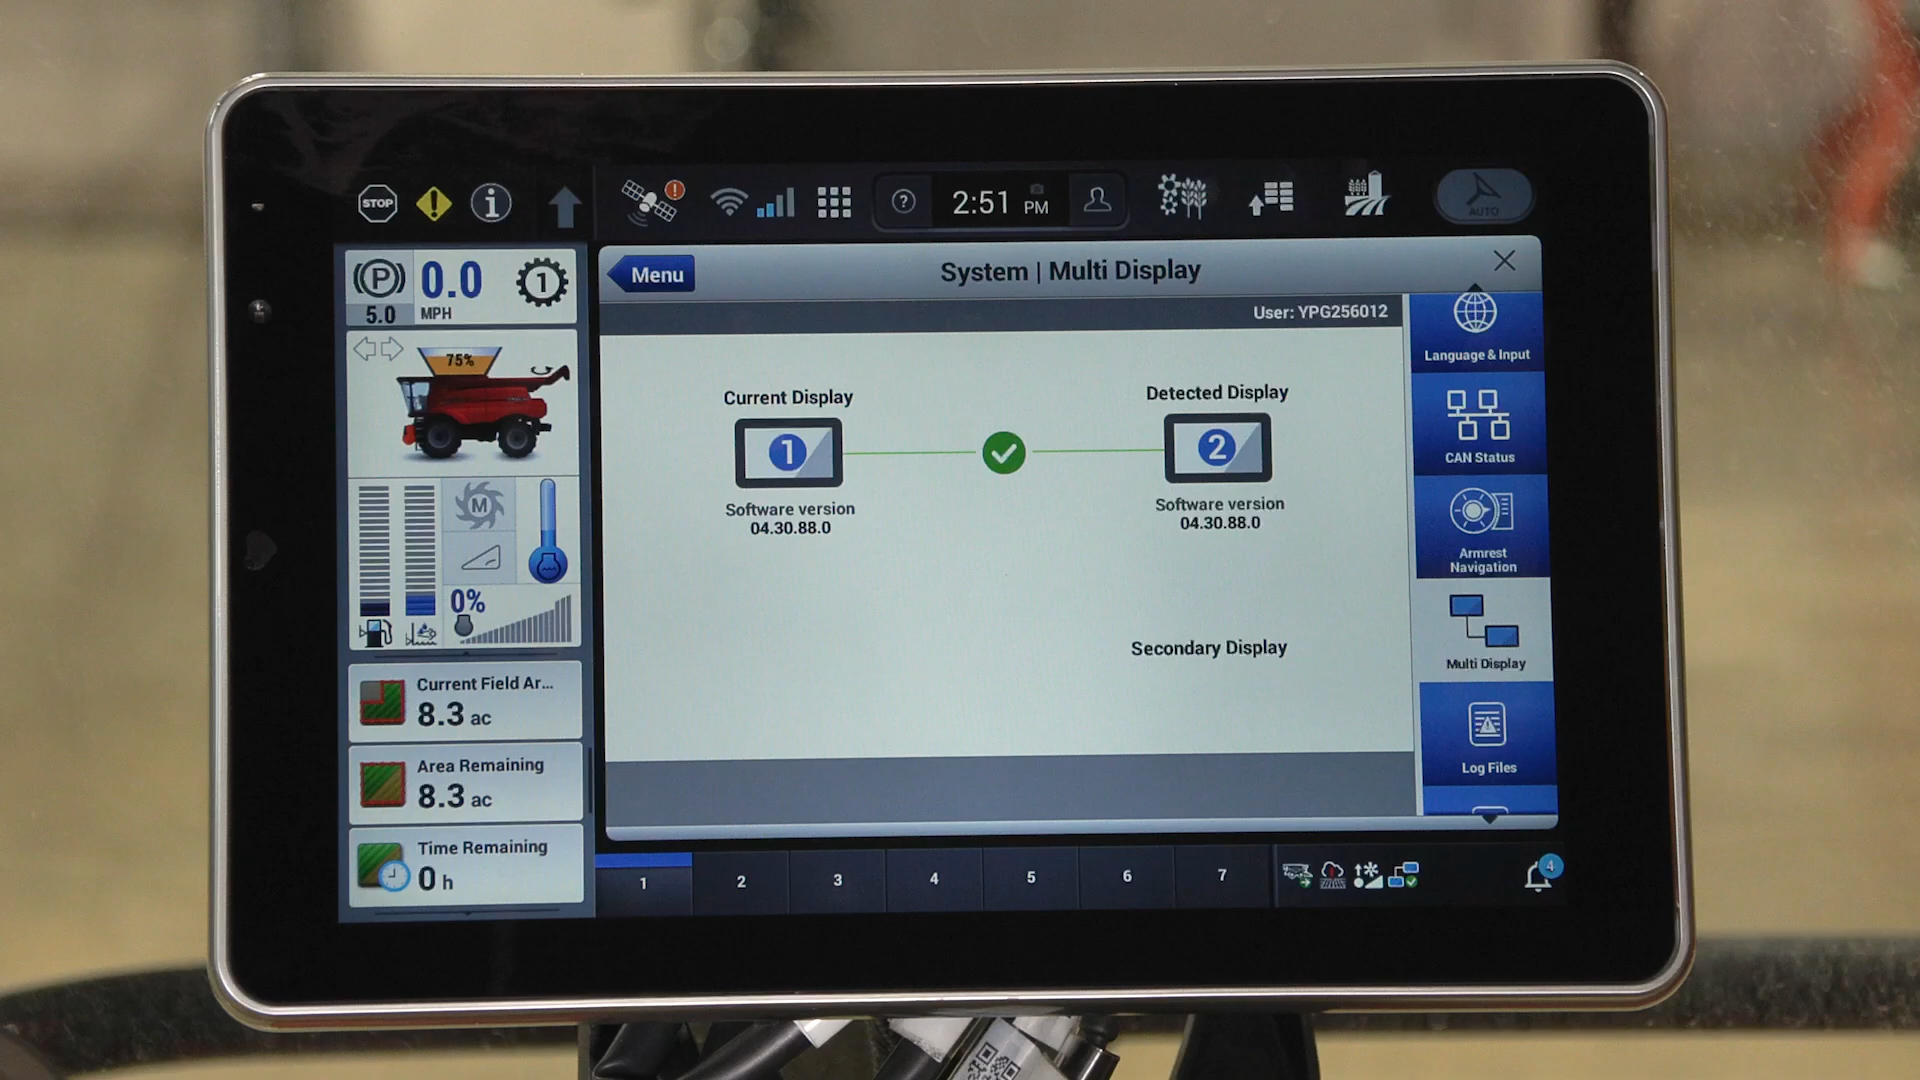 STOP
2:51 PM
AUTO
P
0.0
1
5.0
MPH
75%
M
0%
Current Field Ar...
8.3 ac
Area Remaining
8.3 ac
Time Remaining
0 h
Menu
System | Multi Display
User: YPG256012
Current Display
1
Software version
04.30.88.0
Detected Display
2
Software version
04.30.88.0
Secondary Display
Language & Input
CAN Status
Armrest
Navigation
Multi Display
Log Files
1 2 3 4 5 6 7
4